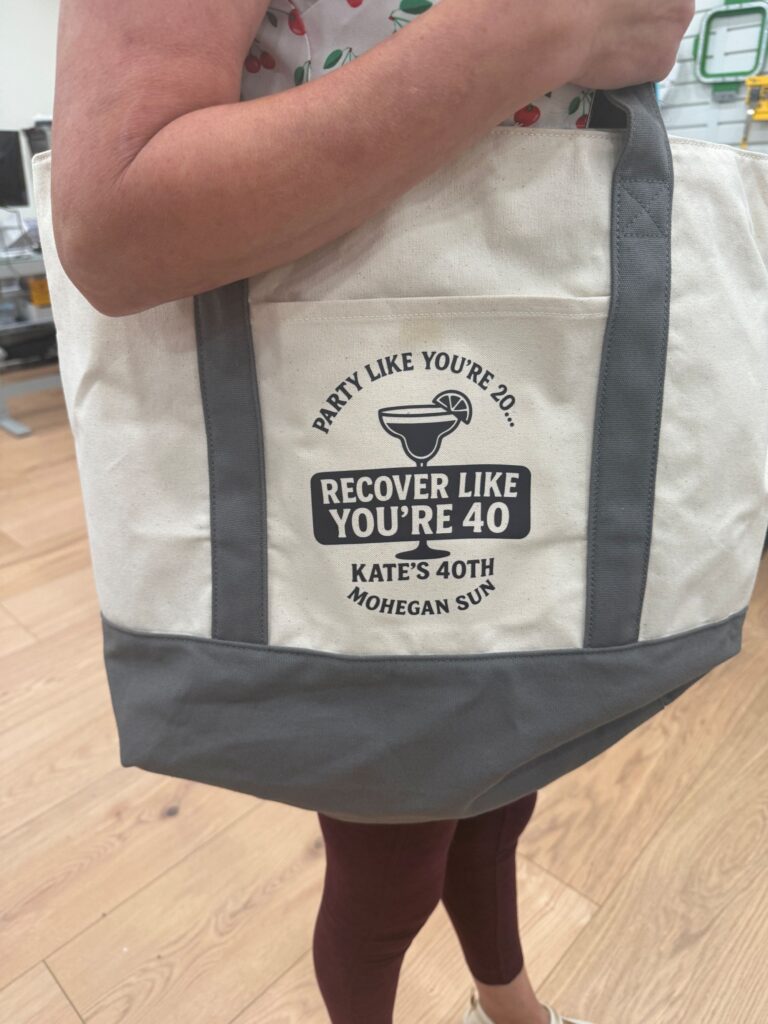 PARTY LIKE YOU'RE 20...
RECOVER LIKE
YOU'RE 40
KATE'S 40TH
MOHEGAN SUN